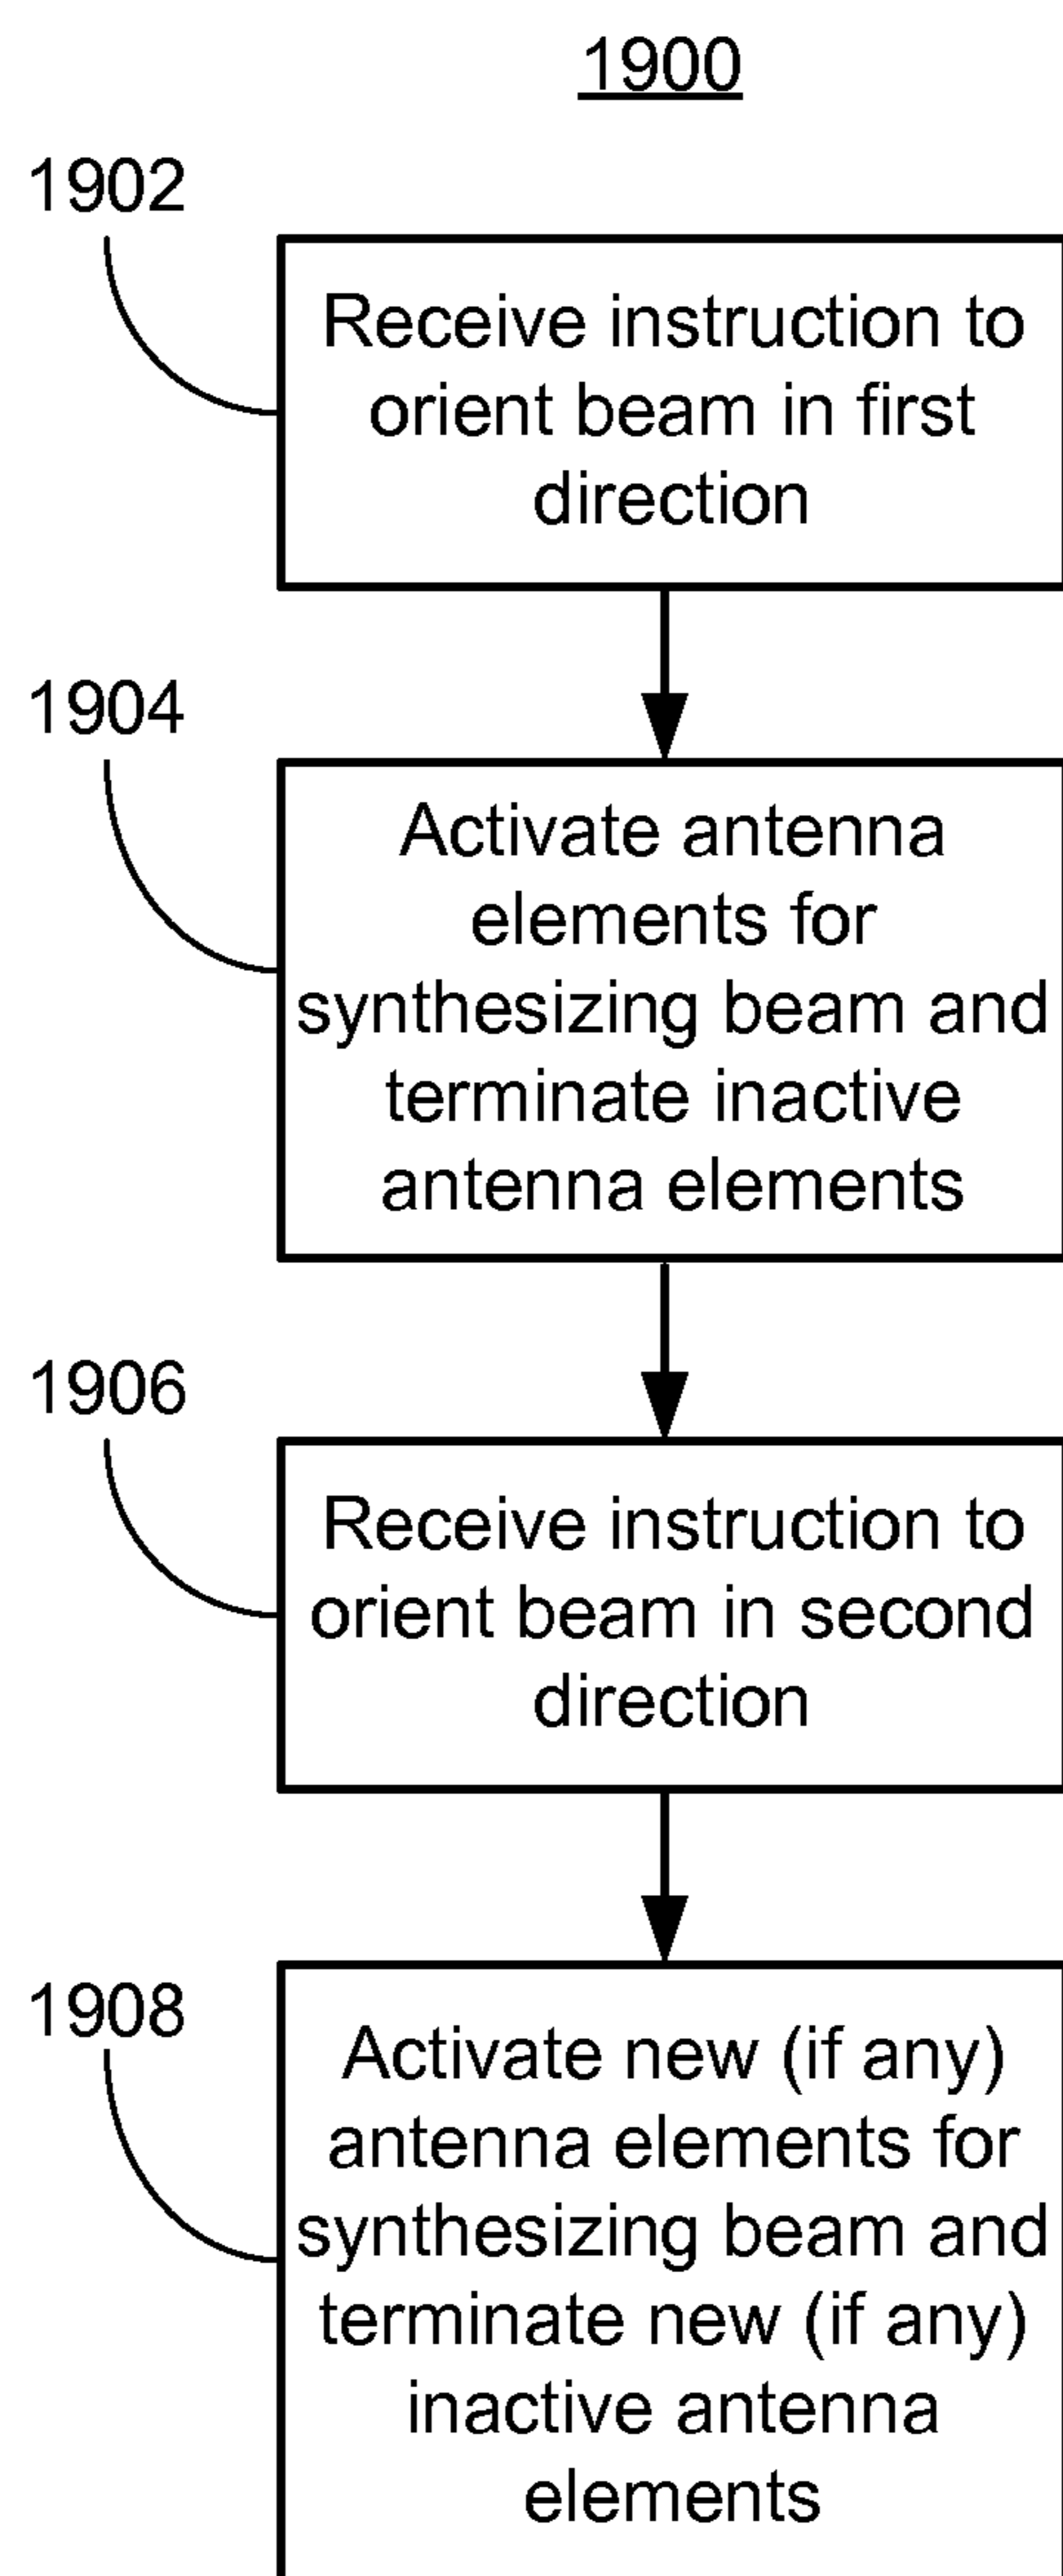 1900
1902
Receive instruction to
orient beam in first
direction
1904
Activate antenna
elements for
synthesizing beam and
terminate inactive
antenna elements
1906
Receive instruction to
orient beam in second
direction
1908
Activate new (if any)
antenna elements for
synthesizing beam and
terminate new (if any)
inactive antenna
elements